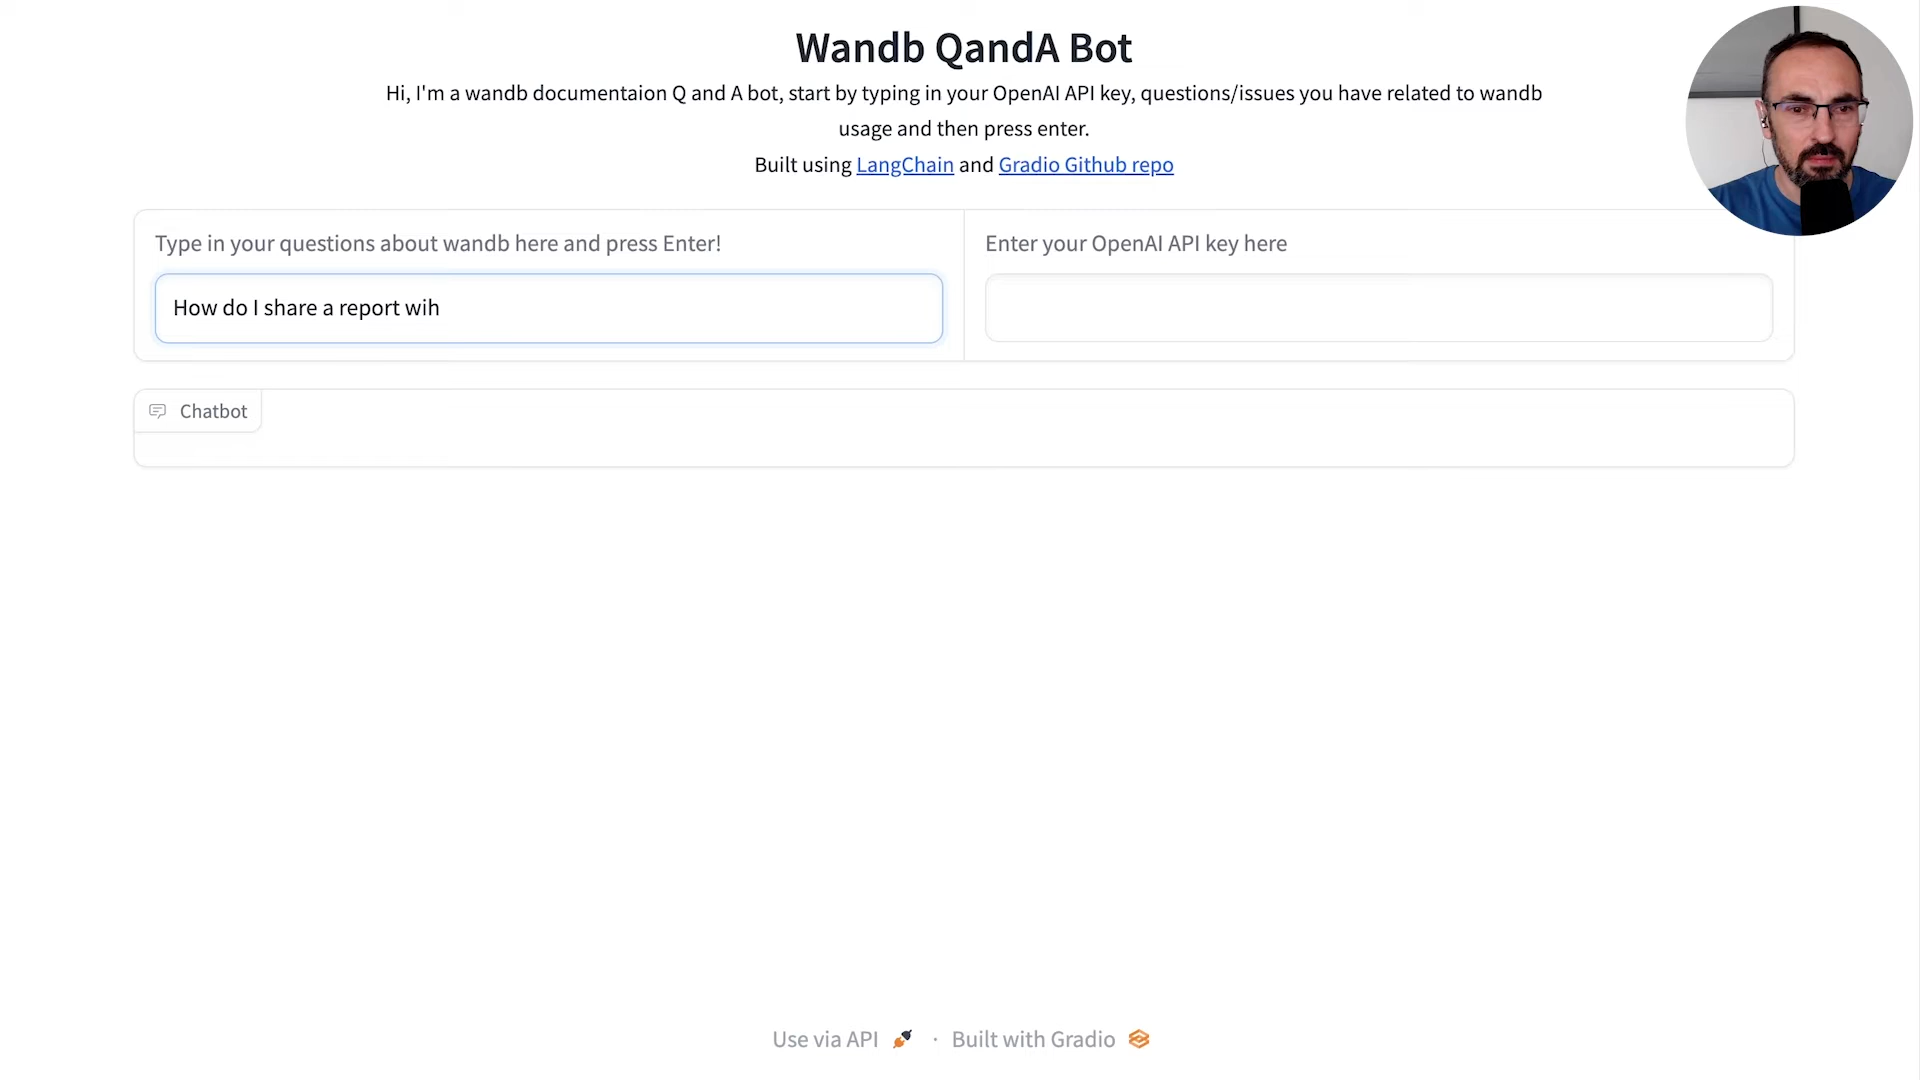 Wandb QandA Bot
Hi, I'm a wandb documentaion Q and A bot, start by typing in your OpenAI API key, questions/issues you have related to wandb
usage and then press enter.
Built using LangChain and Gradio Github repo
Type in your questions about wandb here and press Enter!
Enter your OpenAI API key here
How do I share a report wih
Chatbot
Use via API · Built with Gradio